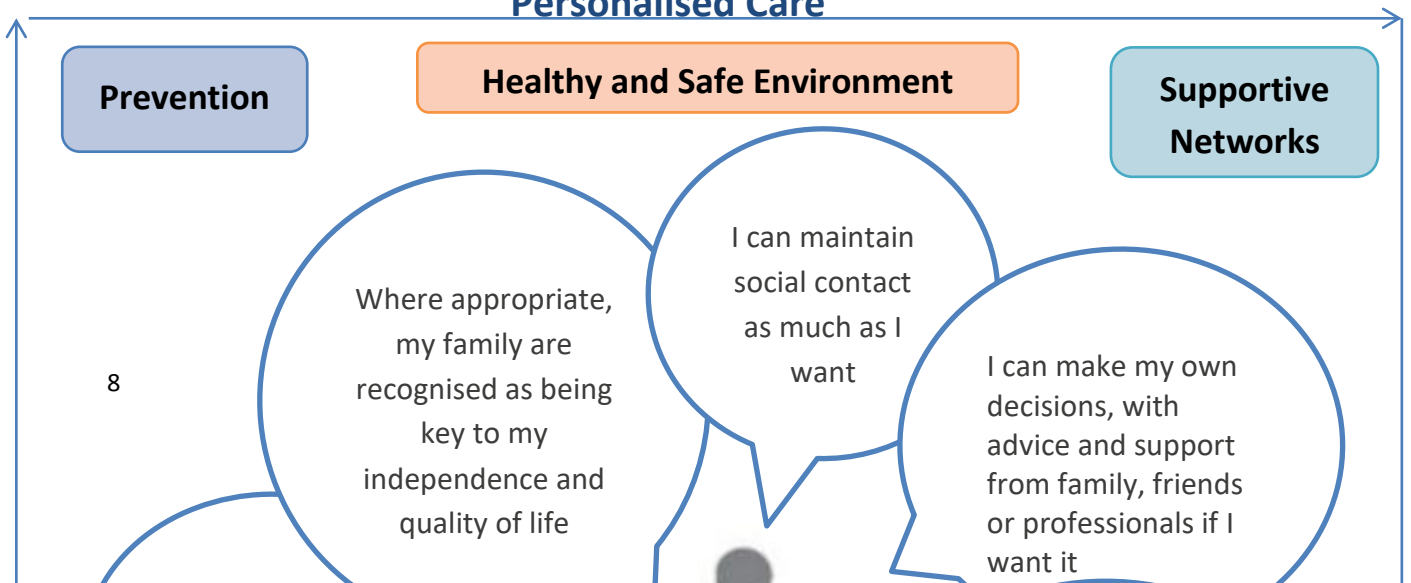 Personalised Care
Prevention
Healthy and Safe Environment
Supportive
Networks
I can maintain
social contact
as much as I
want
Where appropriate,
my family are
recognised as being
key to my
independence and
quality of life
I can make my own
decisions, with
advice and support
from family, friends
or professionals if I
want it
8